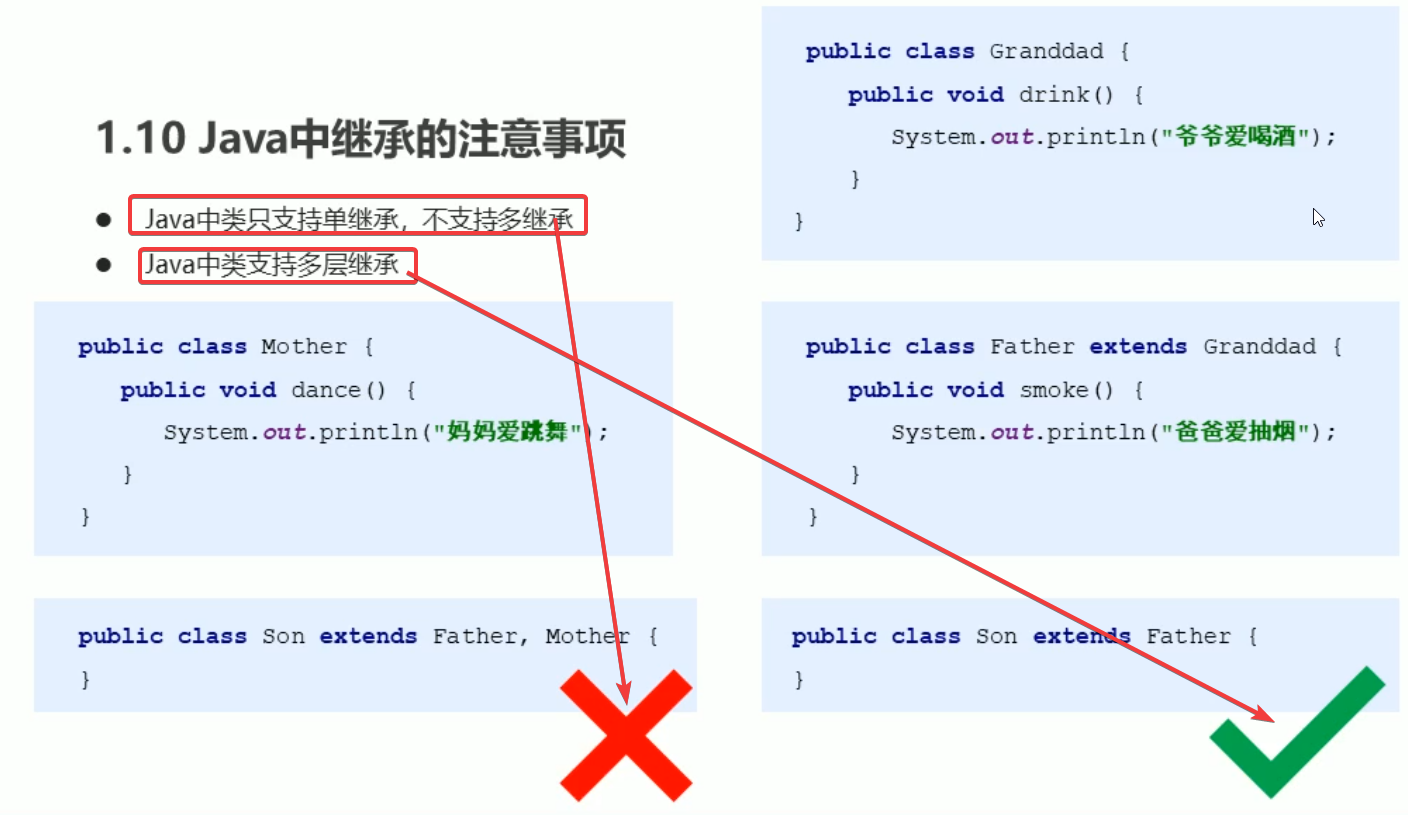 1.10 Java中继承的注意事项
● Java中类只支持单继承，不支持多继承
● Java中类支持多层继承
public class Mother {
public void dance() {
System.out.println("妈妈爱跳舞");
}
}
public class Son extends Father, Mother {
}
public class Granddad {
public void drink() {
System.out.println("爷爷爱喝酒");
}
}
public class Father extends Granddad {
public void smoke() {
System.out.println("爸爸爱抽烟");
}
}
public class Son extends Father {
}